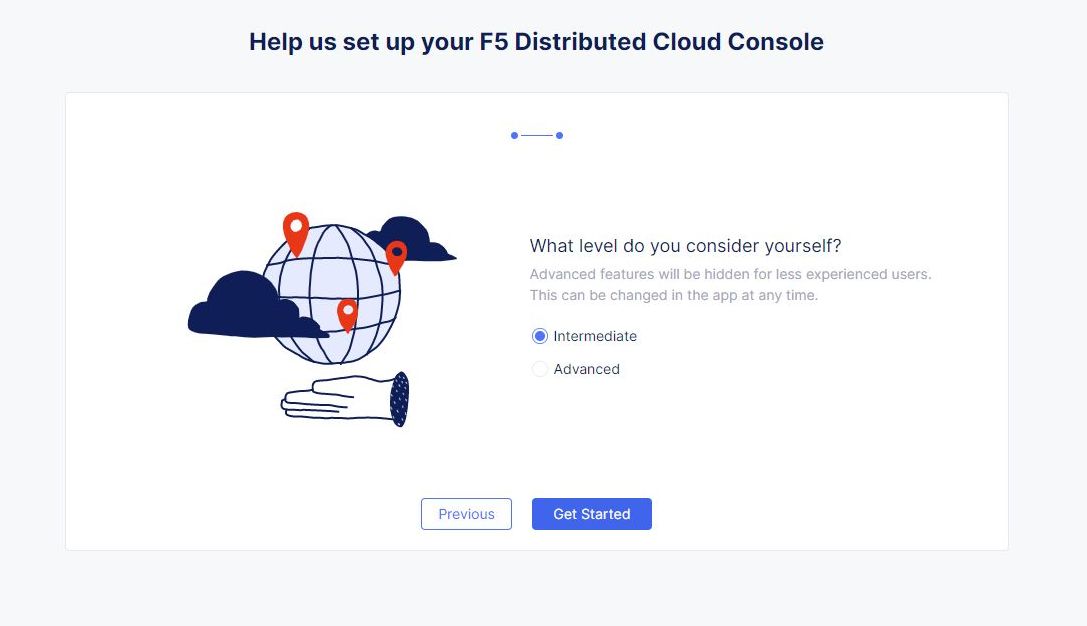 Help us set up your F5 Distributed Cloud Console
What level do you consider yourself?
Advanced features will be hidden for less experienced users.
This can be changed in the app at any time.
Intermediate
Advanced
Previous
Get Started